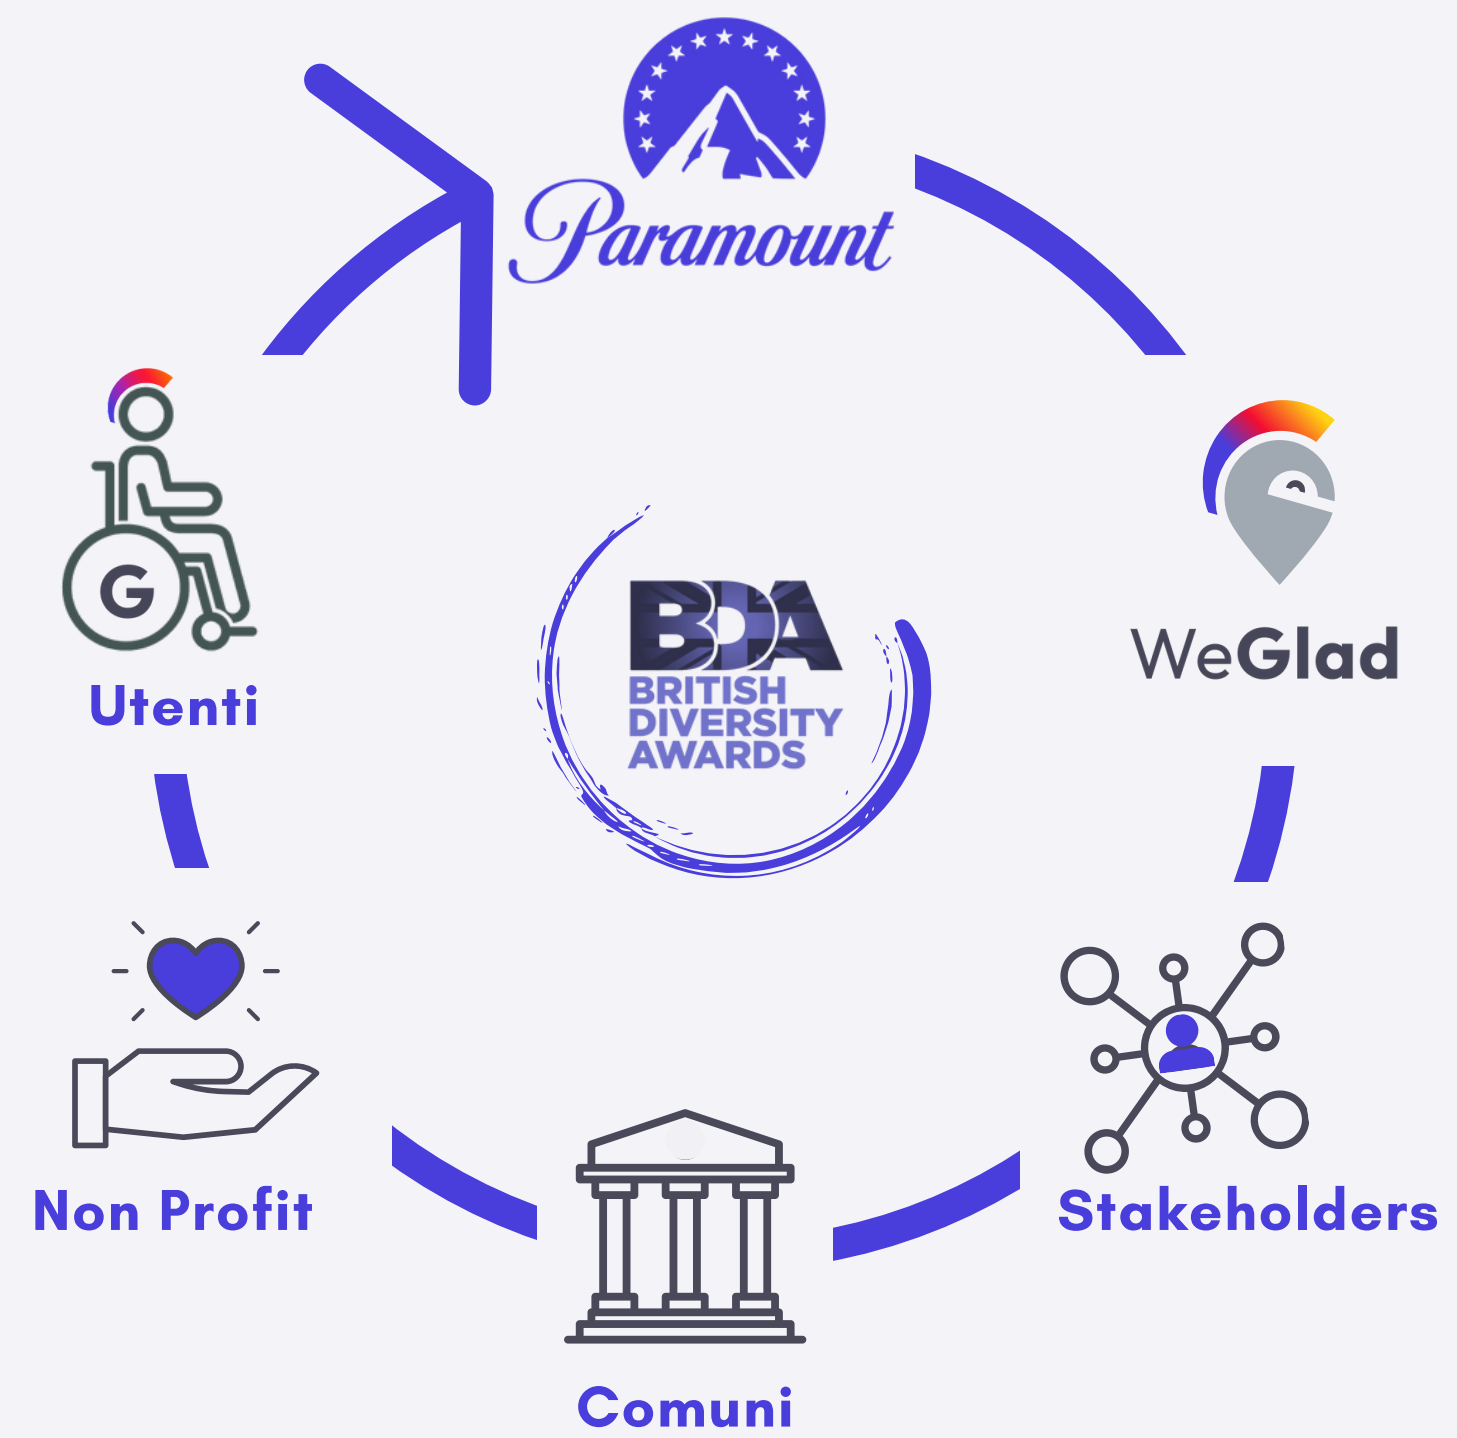 Paramount
G
Utenti
WeGlad
BDA
BRITISH
DIVERSITY
AWARDS
Non Profit
Stakeholders
Comuni